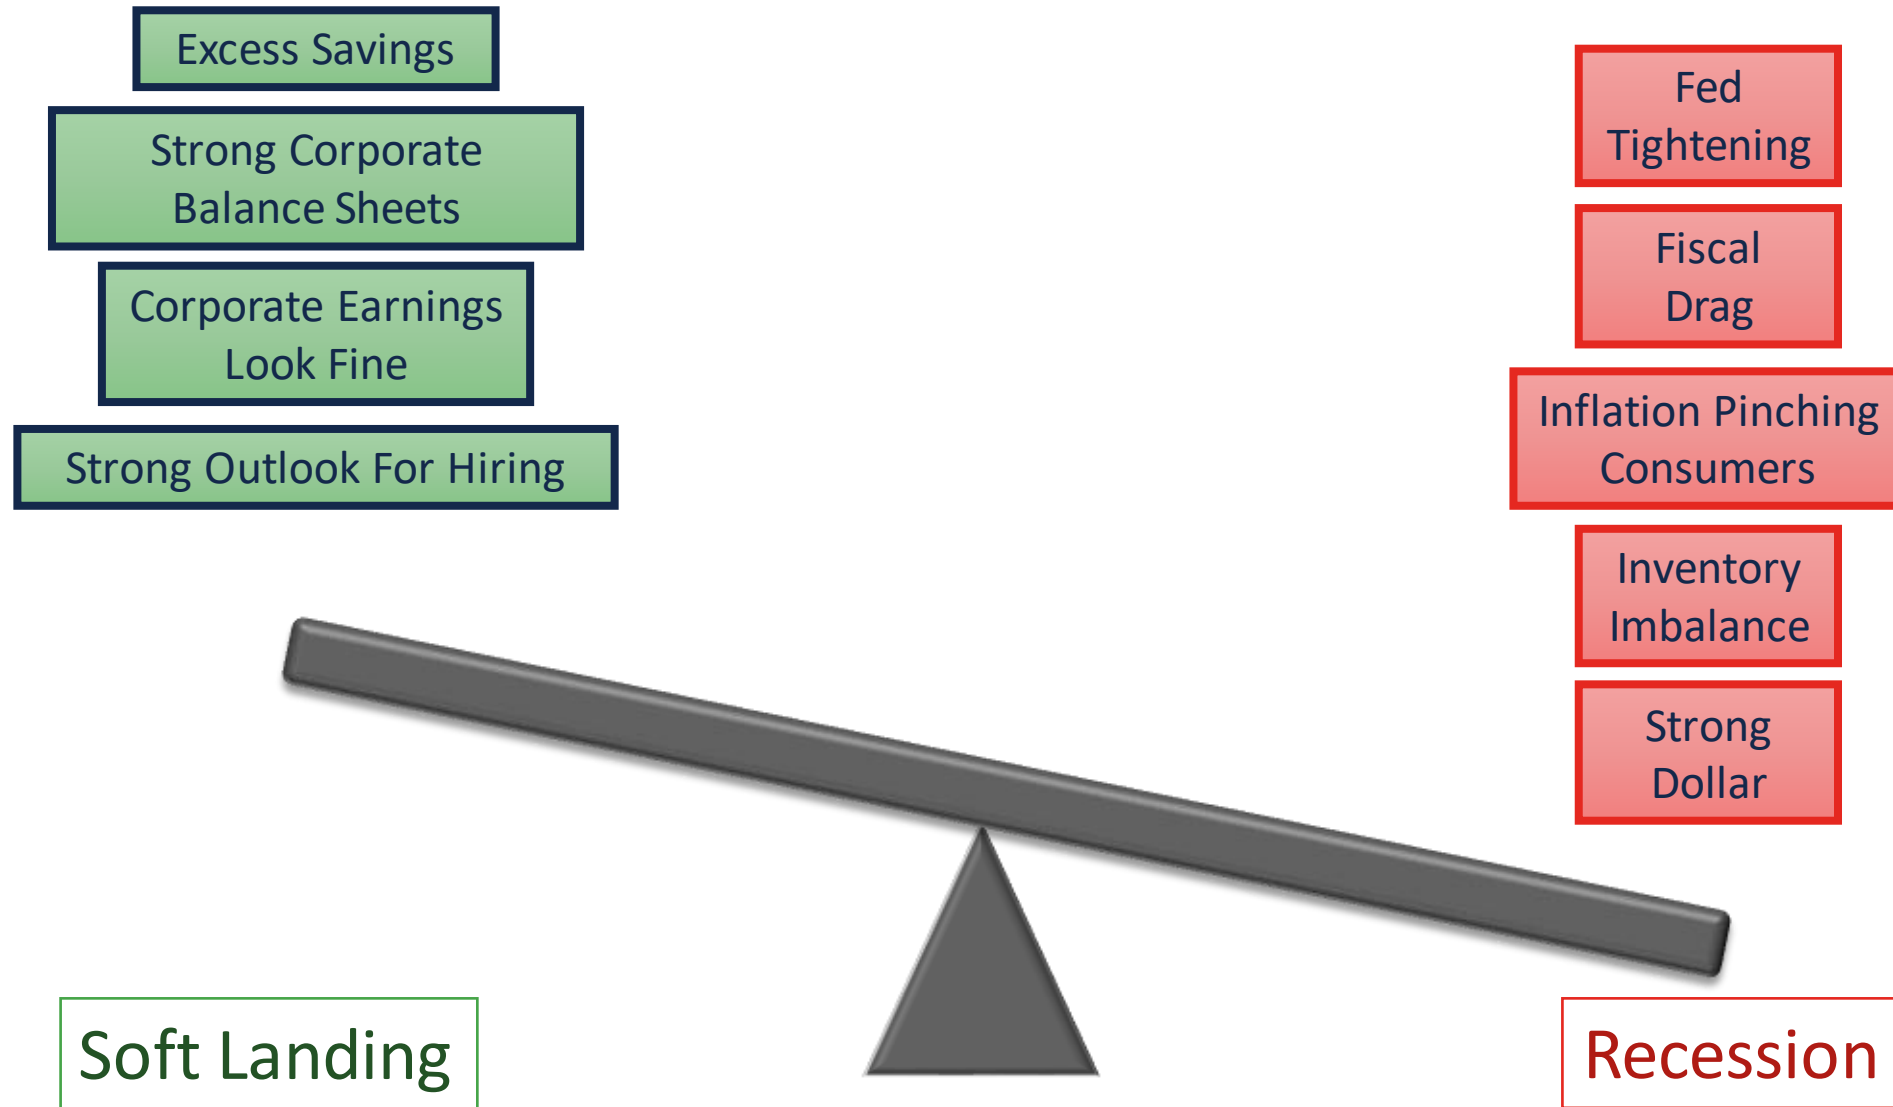 Excess Savings
Strong Corporate
Balance Sheets
Corporate Earnings
Look Fine
Strong Outlook For Hiring
Fed
Tightening
Fiscal
Drag
Inflation Pinching
Consumers
Inventory
Imbalance
Strong
Dollar
Soft Landing
Recession